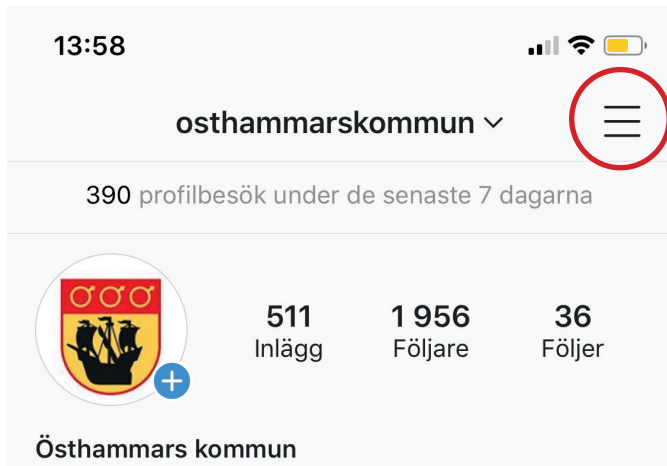 13:58
osthammarskommun
390 profilbesök under de senaste 7 dagarna
511 1 956 36
Inlägg Följare Följer
Östhammars kommun